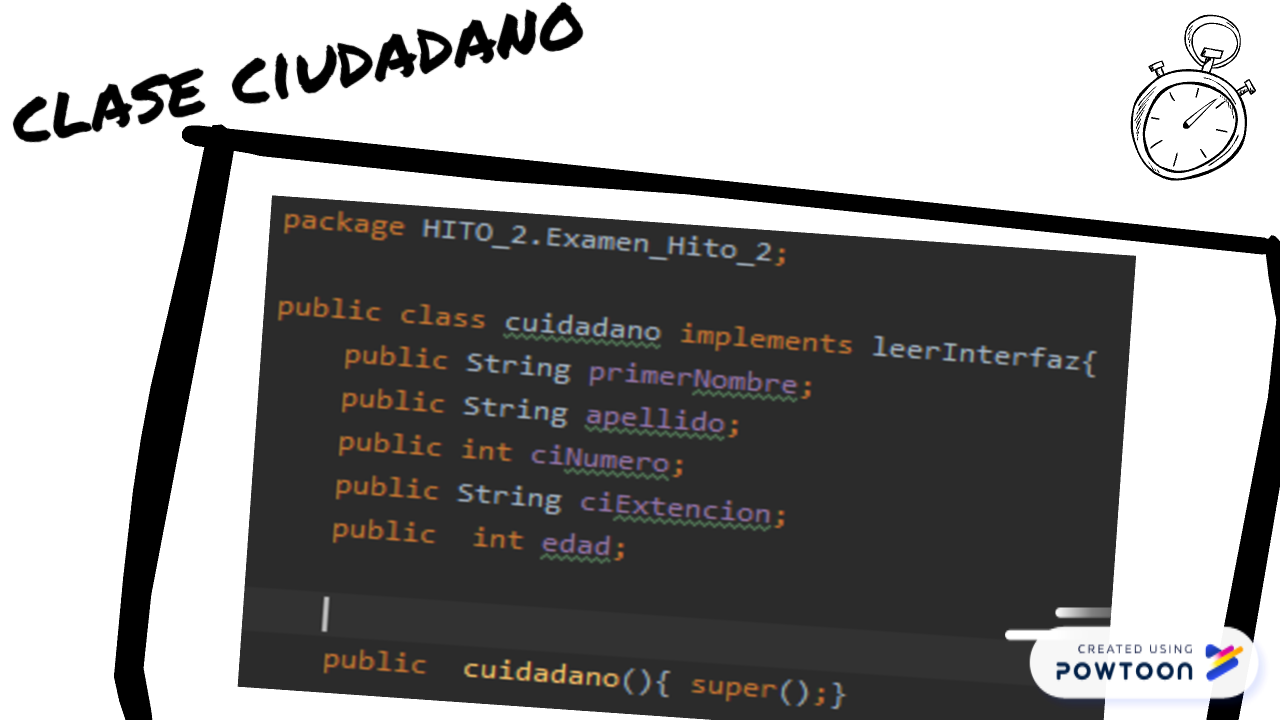 CLASE CIUDADANO
package HITO_2.Examen_Hito_2;
public class cuidadano implements leerInterfaz{
public String primerNombre;
public String apellido;
public int ciNumero;
public String ciExtencion;
public int edad;
public cuidadano(){ super();}
CREATED USING
POWTOON